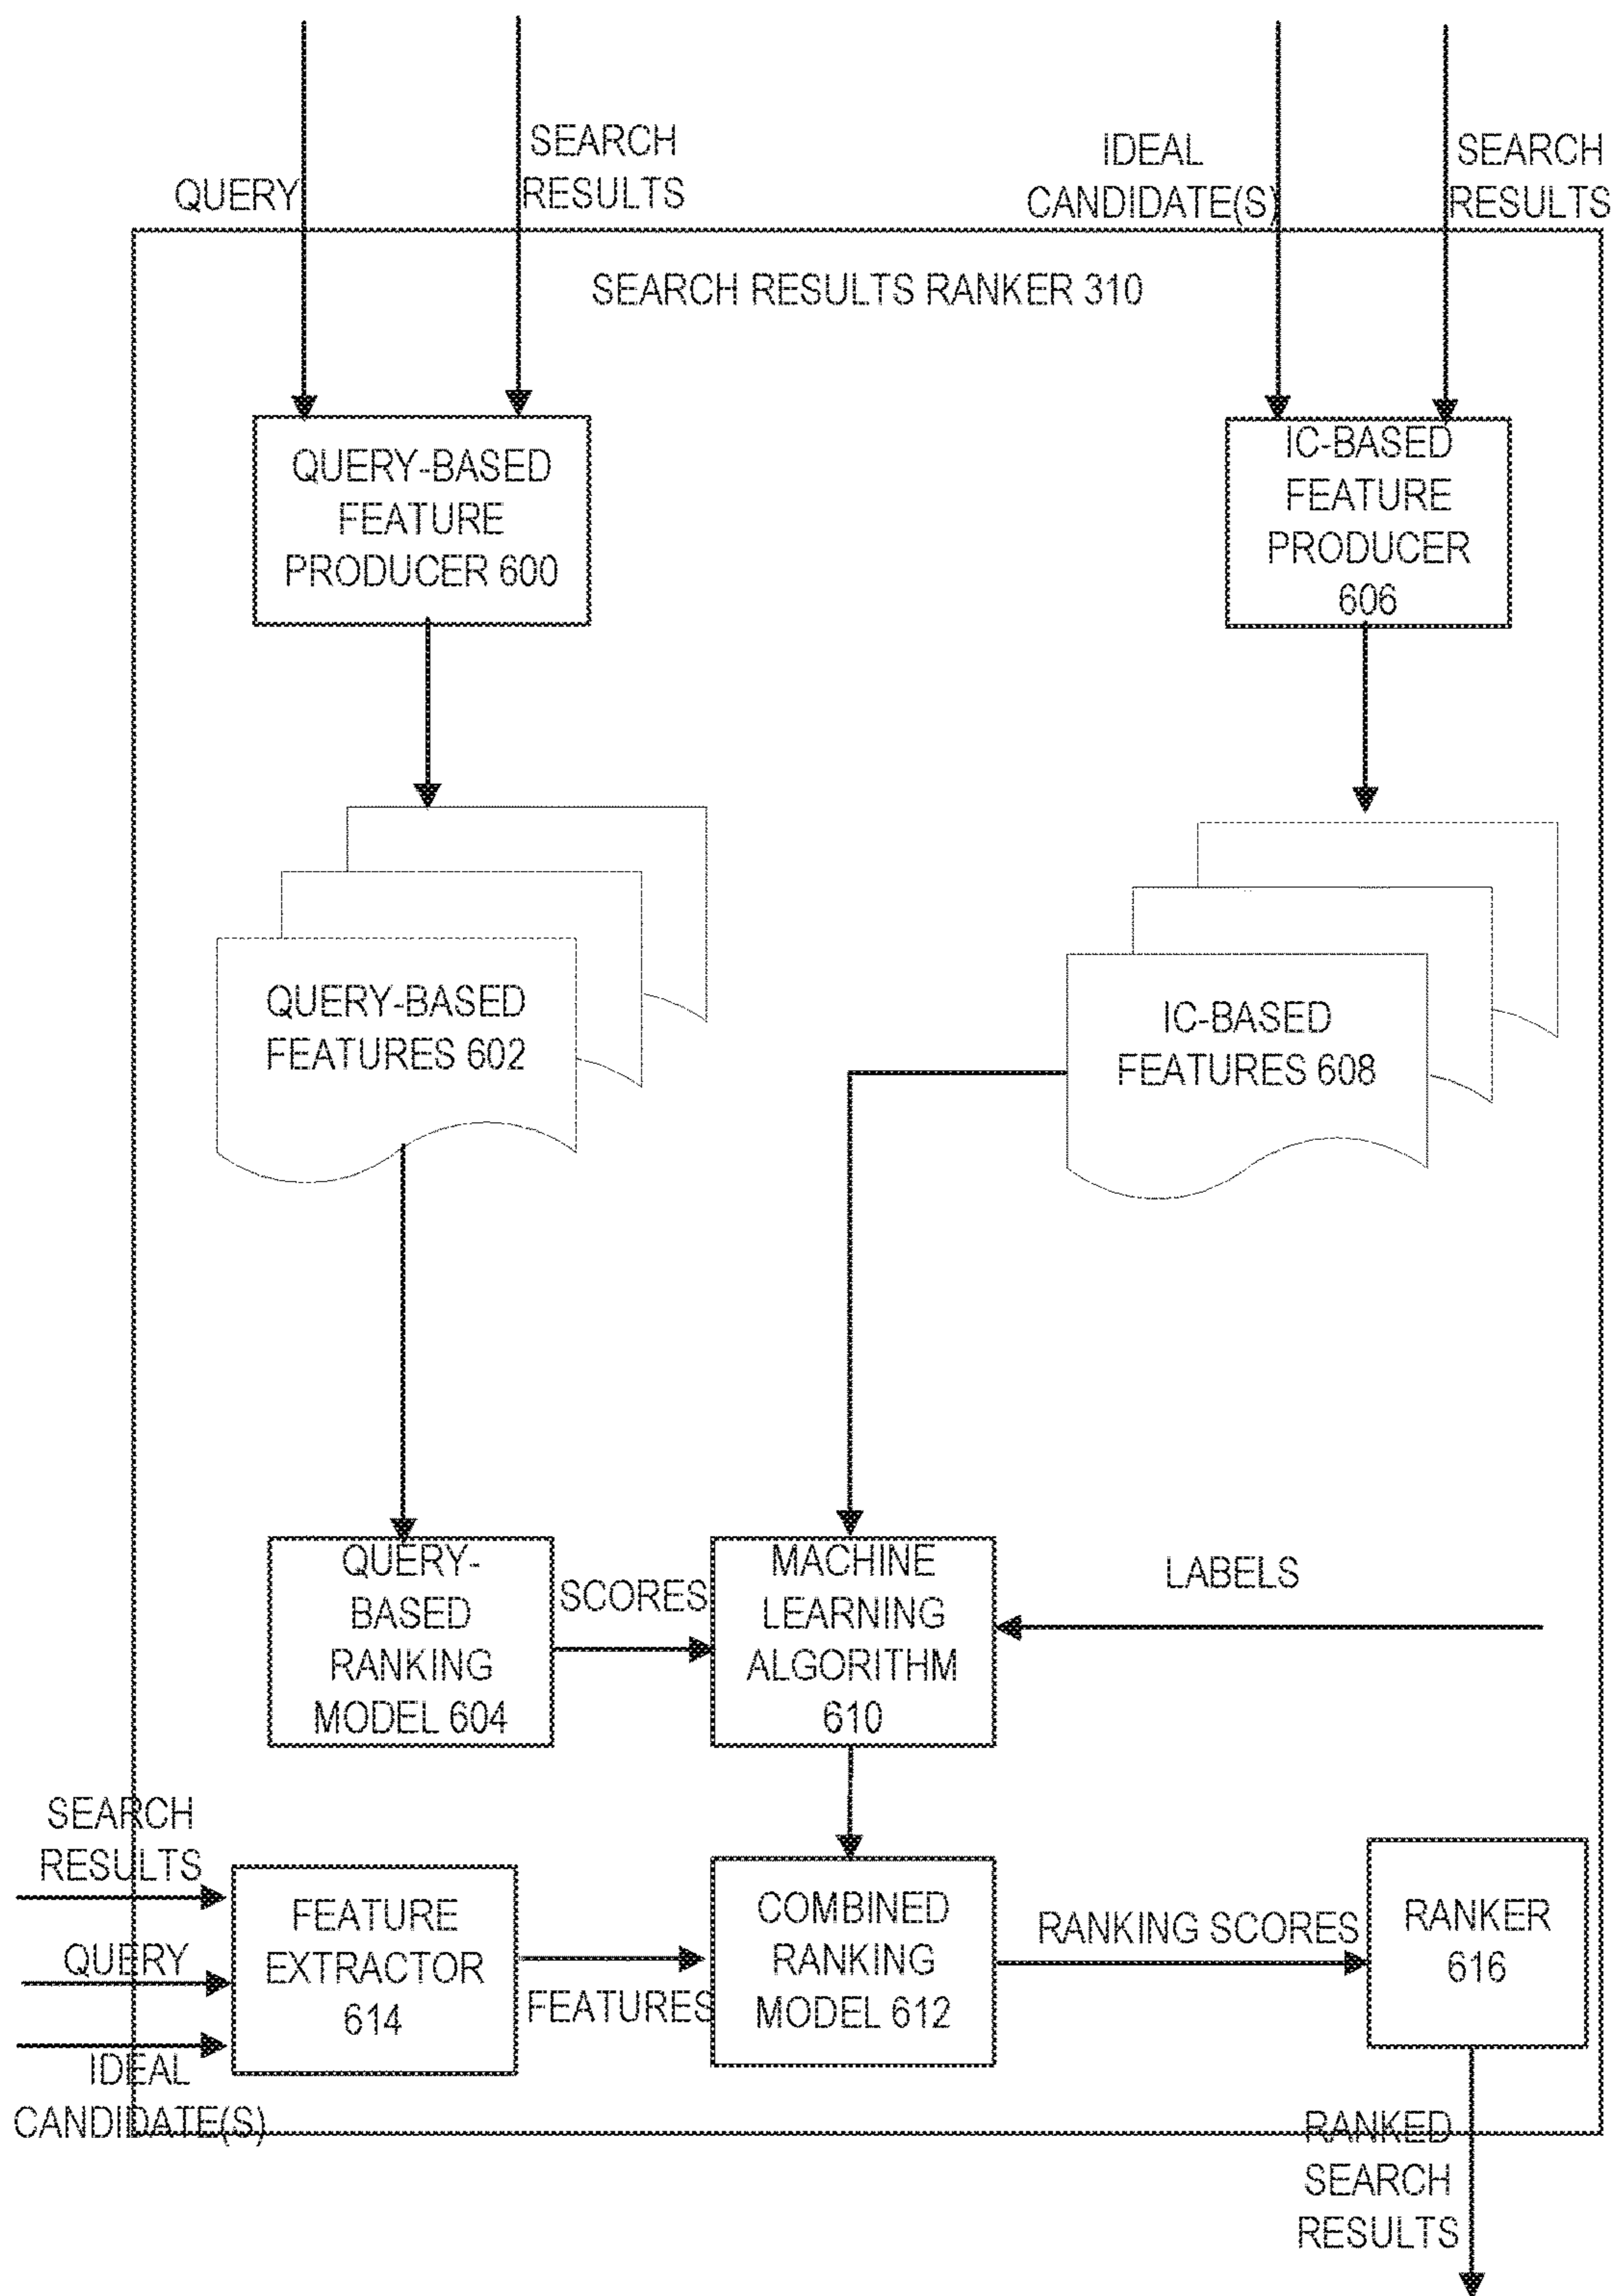 QUERY
SEARCH
RESULTS
IDEAL
CANDIDATE(S)
SEARCH
RESULTS
SEARCH RESULTS RANKER 310
QUERY-BASED
FEATURE
PRODUCER 600
IC-BASED
FEATURE
PRODUCER
606
QUERY-BASED
FEATURES 602
IC-BASED
FEATURES 608
QUERY-
BASED
RANKING
MODEL 604
SCORES
MACHINE
LEARNING
ALGORITHM
610
LABELS
SEARCH
RESULTS
QUERY
IDEAL
CANDIDATE(S)
FEATURE
EXTRACTOR
614
FEATURES
COMBINED
RANKING
MODEL 612
RANKING SCORES
RANKER
616
RANKED
SEARCH
RESULTS